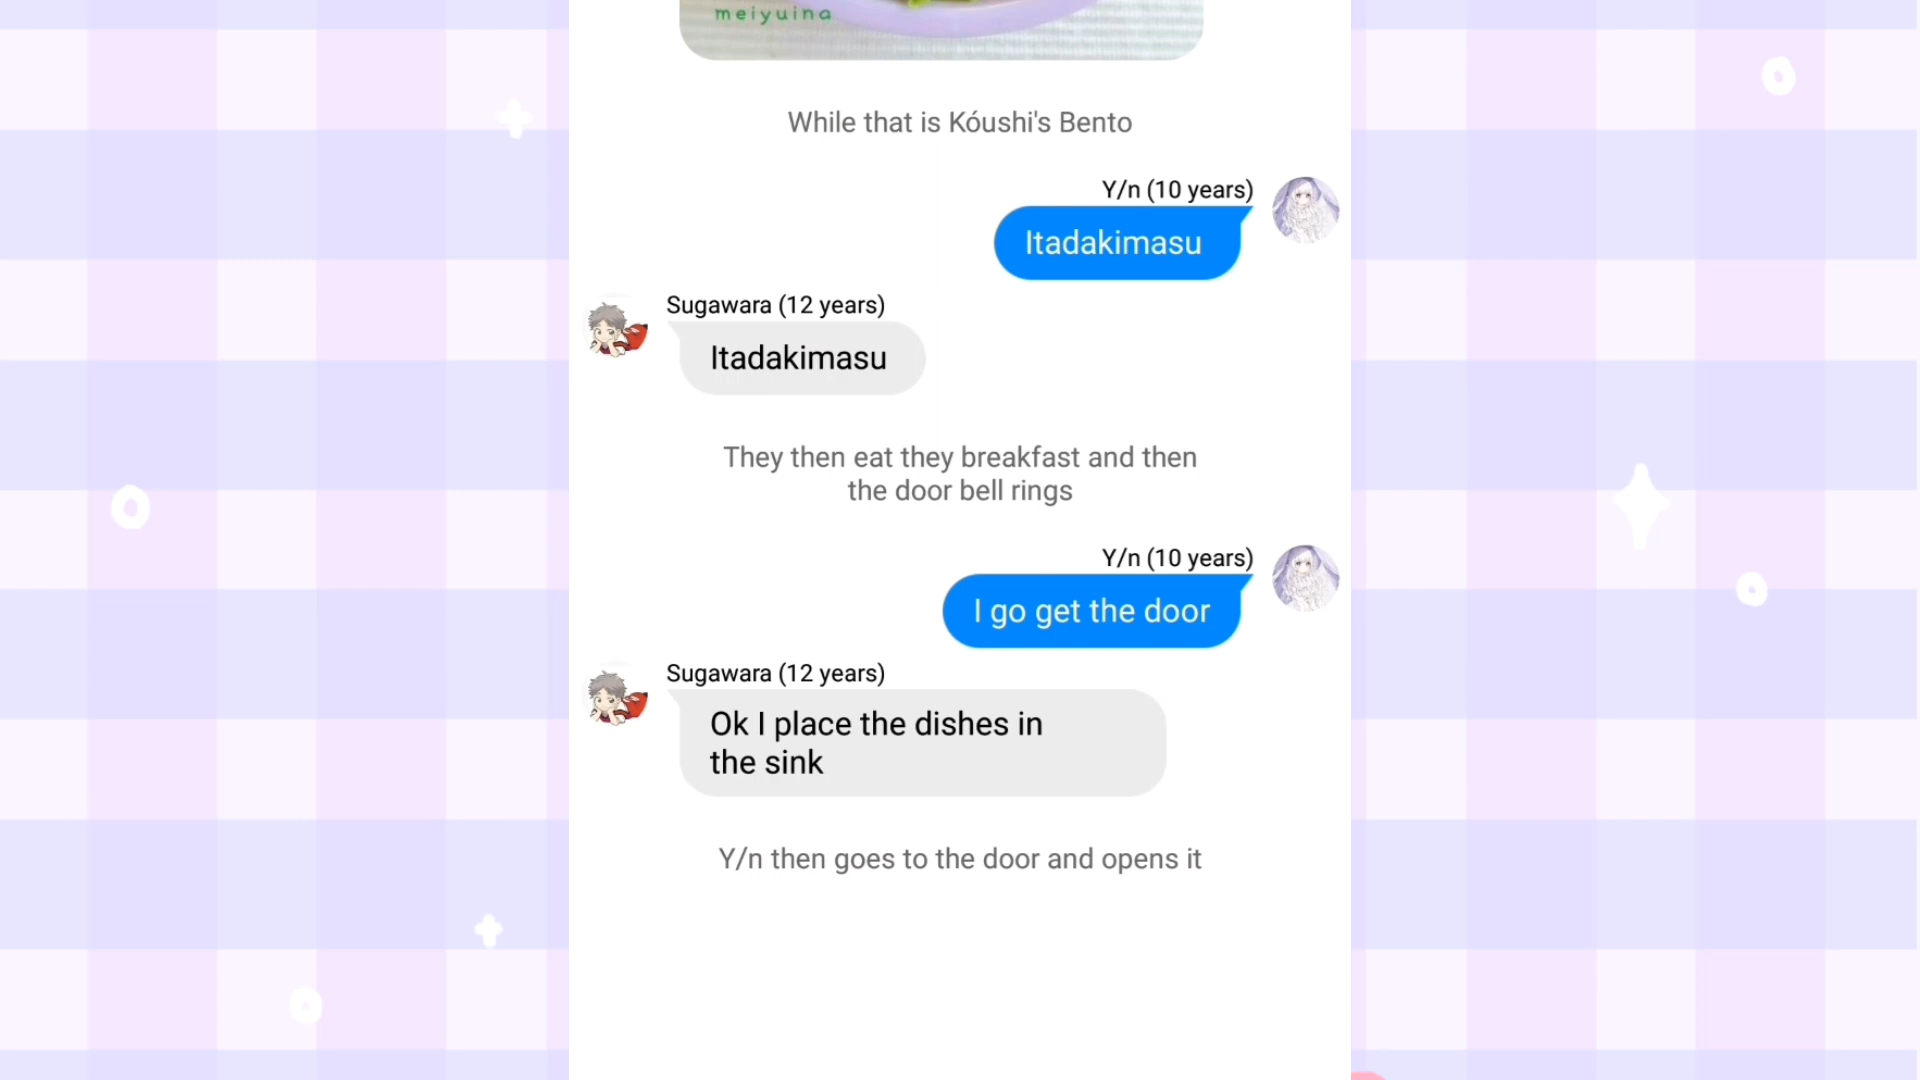 meiyuina
While that is Kóushi's Bento
Y/n (10 years)
Itadakimasu
Sugawara (12 years)
Itadakimasu
They then eat they breakfast and then
the door bell rings
Y/n (10 years)
I go get the door
Sugawara (12 years)
Ok I place the dishes in
the sink
Y/n then goes to the door and opens it